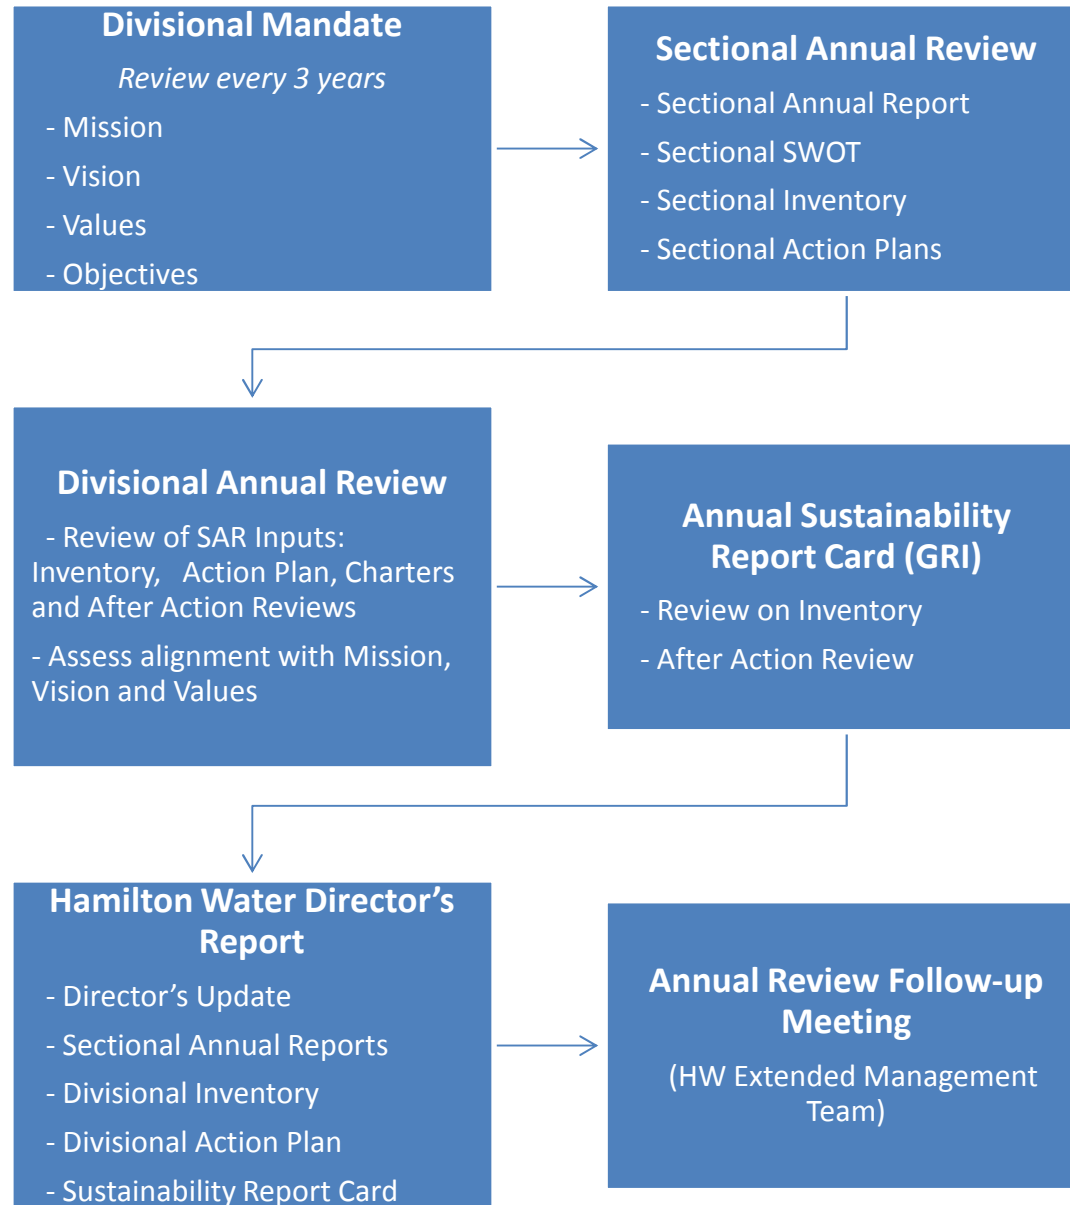 Divisional Mandate
Review every 3 years
- Mission
- Vision
- Values
- Objectives
Sectional Annual Review
- Sectional Annual Report
- Sectional SWOT
- Sectional Inventory
- Sectional Action Plans
Divisional Annual Review
- Review of SAR Inputs:
Inventory, Action Plan, Charters
and After Action Reviews
- Assess alignment with Mission,
Vision and Values
Annual Sustainability
Report Card (GRI)
- Review on Inventory
- After Action Review
Hamilton Water Director’s
Report
- Director’s Update
- Sectional Annual Reports
- Divisional Inventory
- Divisional Action Plan
- Sustainability Report Card
Annual Review Follow-up
Meeting
(HW Extended Management
Team)